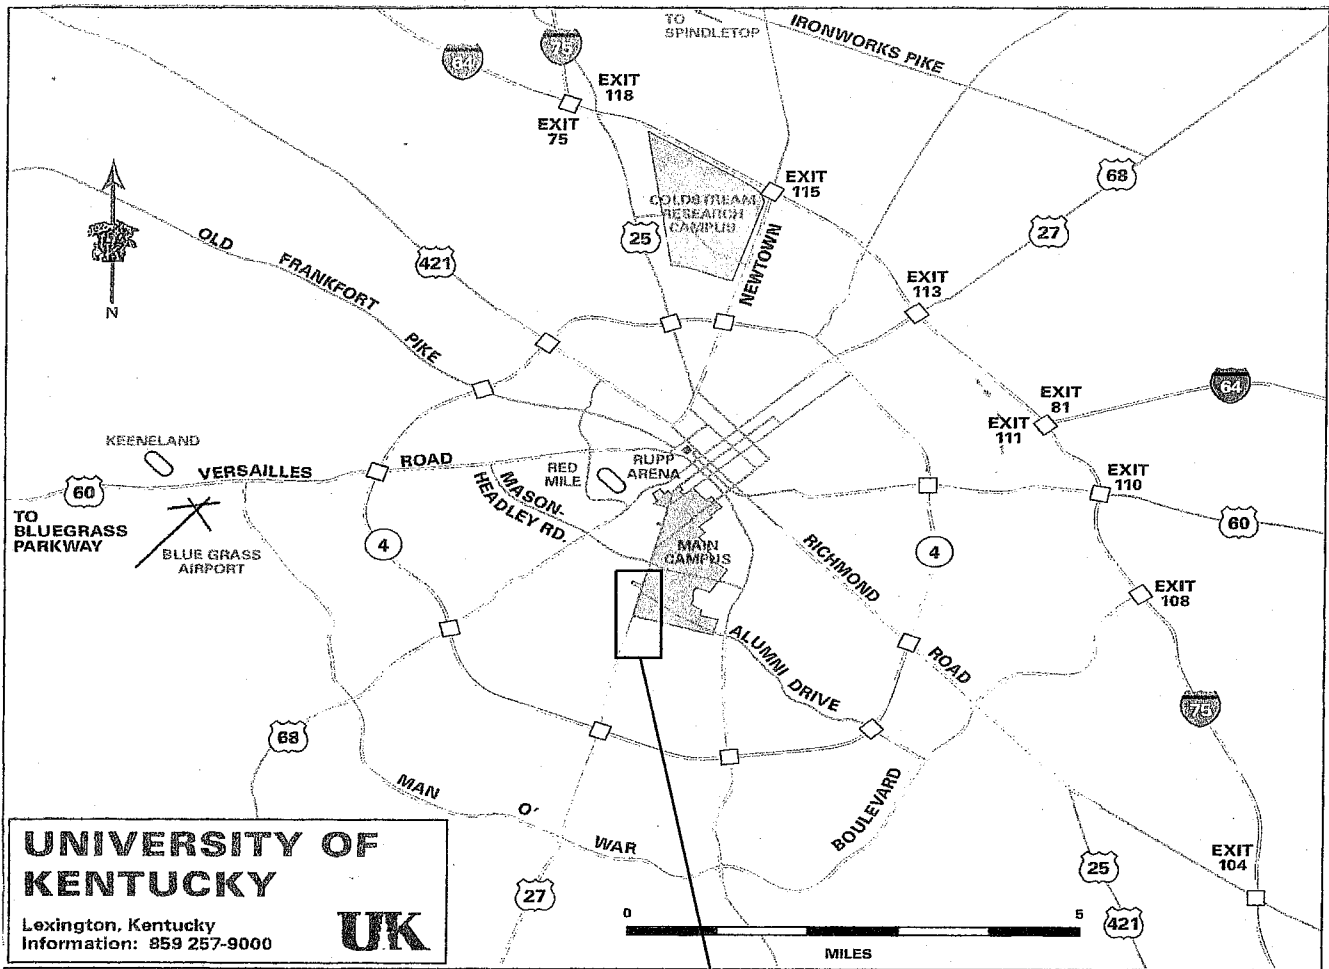 TO
SPINDLETOP
IRONWORKS PIKE
64
75
EXIT
118
EXIT
75
EXIT
115
68
COLDSTREAM
RESEARCH
CAMPUS
25
27
NEWTOWN
OLD
FRANKFORT
PIKE
421
N
EXIT
113
EXIT
81
64
EXIT
111
KEENELAND
VERSAILLES
ROAD
RED
MILE
RUPP
ARENA
MASON-
HEADLEY RD.
EXIT
110
60
60
TO
BLUEGRASS
PARKWAY
BLUE GRASS
AIRPORT
4
MAIN
CAMPUS
RICHMOND
ROAD
4
EXIT
108
ALUMNI DRIVE
75
68
MAN
O'
WAR
BOULEVARD
UNIVERSITY OF
KENTUCKY
Lexington, Kentucky
Information: 859 257-9000
UK
27
0
5
MILES
25
421
EXIT
104